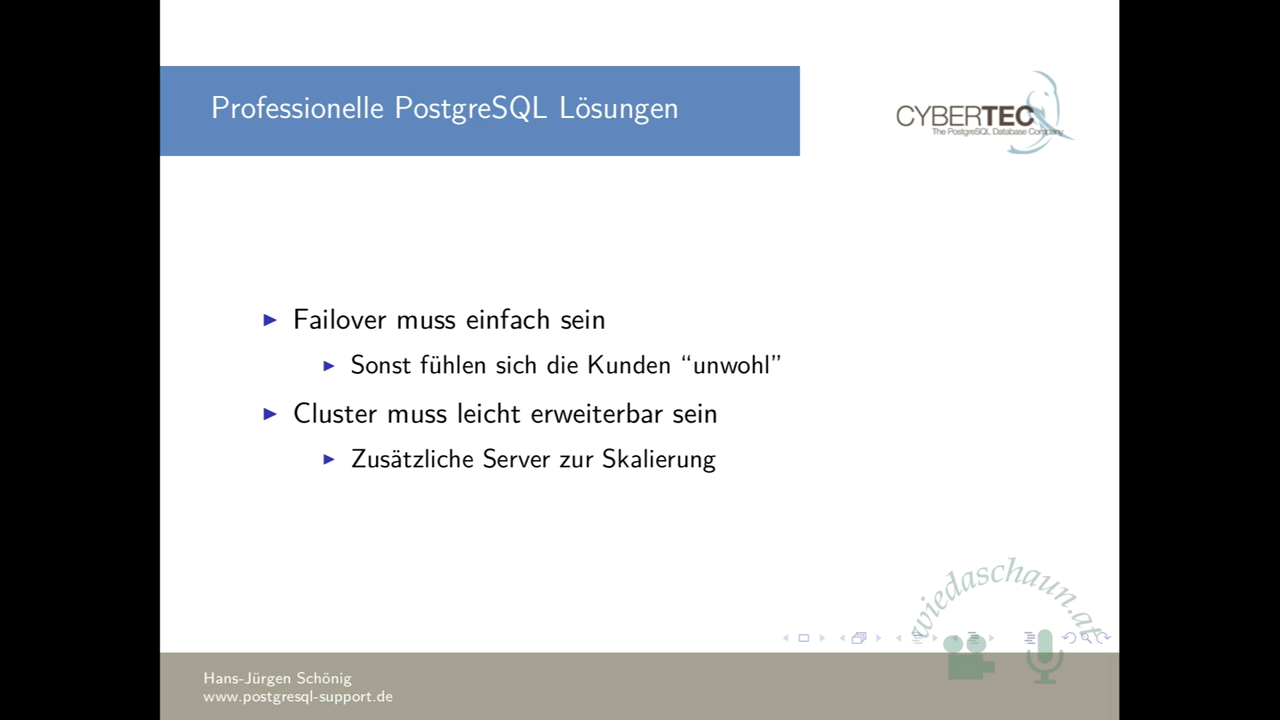 Professionelle PostgreSQL Lösungen
CYBERTEC
The PostgreSQL Database Company
Failover muss einfach sein
Sonst fühlen sich die Kunden “unwohl”
Cluster muss leicht erweiterbar sein
Zusätzliche Server zur Skalierung
wiedaschaun.at
Hans-Jürgen Schönig
www.postgresql-support.de